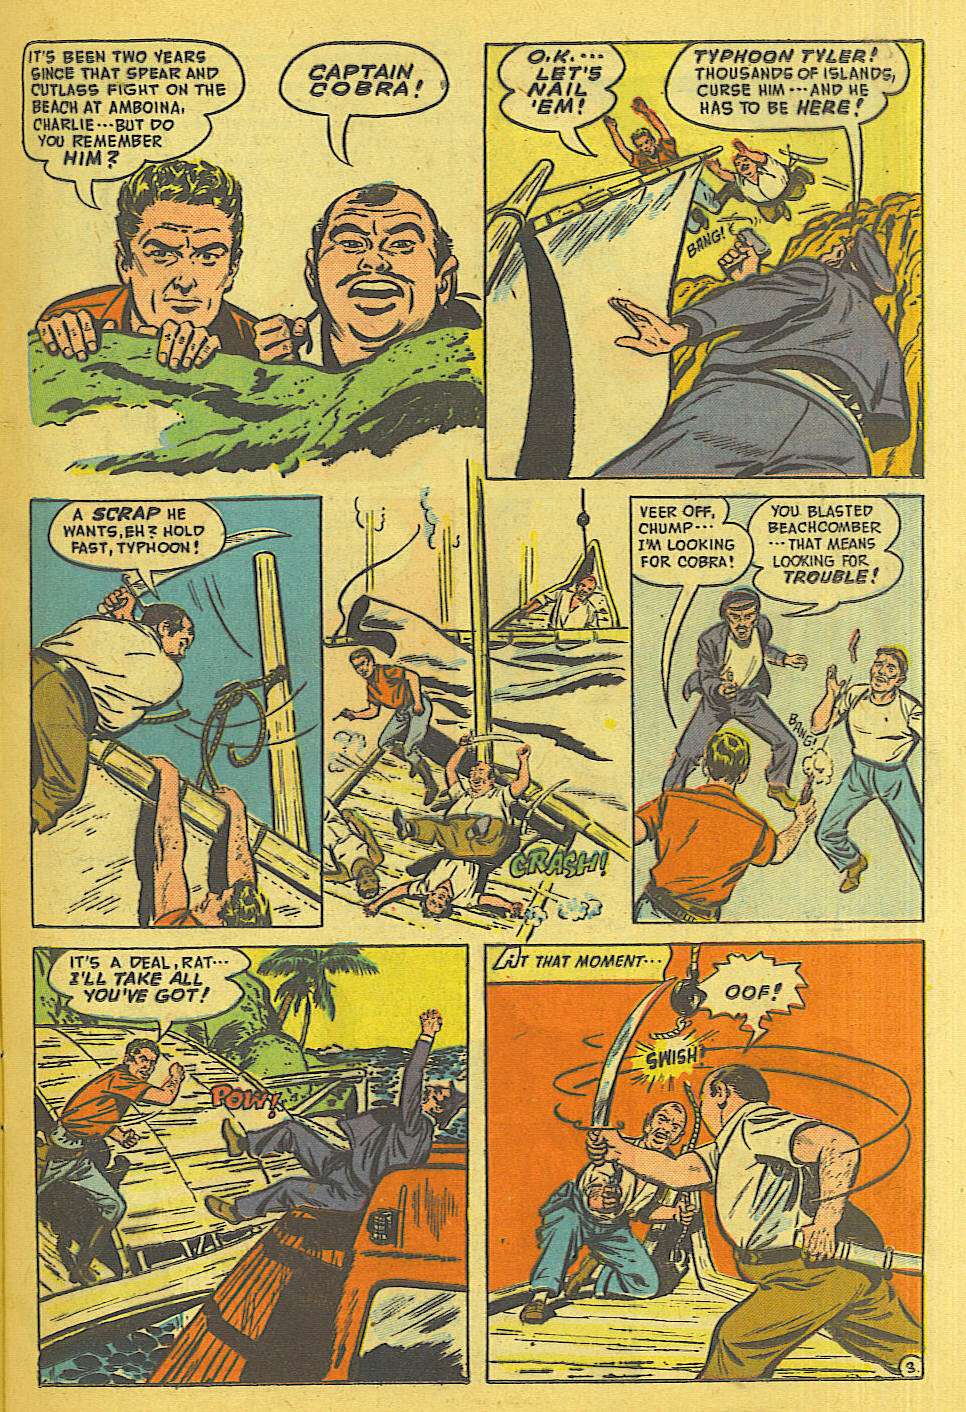 IT'S BEEN TWO YEARS
SINCE THAT SPEAR AND
CUTLASS FIGHT ON THE
BEACH AT AMBOINA,
CHARLIE---BUT DO
YOU REMEMBER
HIM?
CAPTAIN
COBRA!
O.K.---
LET'S
NAIL
'EM!
TYPHOON TYLER!
THOUSANDS OF ISLANDS,
CURSE HIM---AND HE
HAS TO BE HERE!
BANG!
A SCRAP HE
WANTS, EH? HOLD
FAST, TYPHOON!
CRASH!
VEER OFF,
CHUMP---
I'M LOOKING
FOR COBRA!
YOU BLASTED
BEACHCOMBER
---THAT MEANS
LOOKING FOR
TROUBLE!
BANG!
IT'S A DEAL, RAT---
I'LL TAKE ALL
YOU'VE GOT!
POW!
AT THAT MOMENT---
OOF!
SWISH!
3